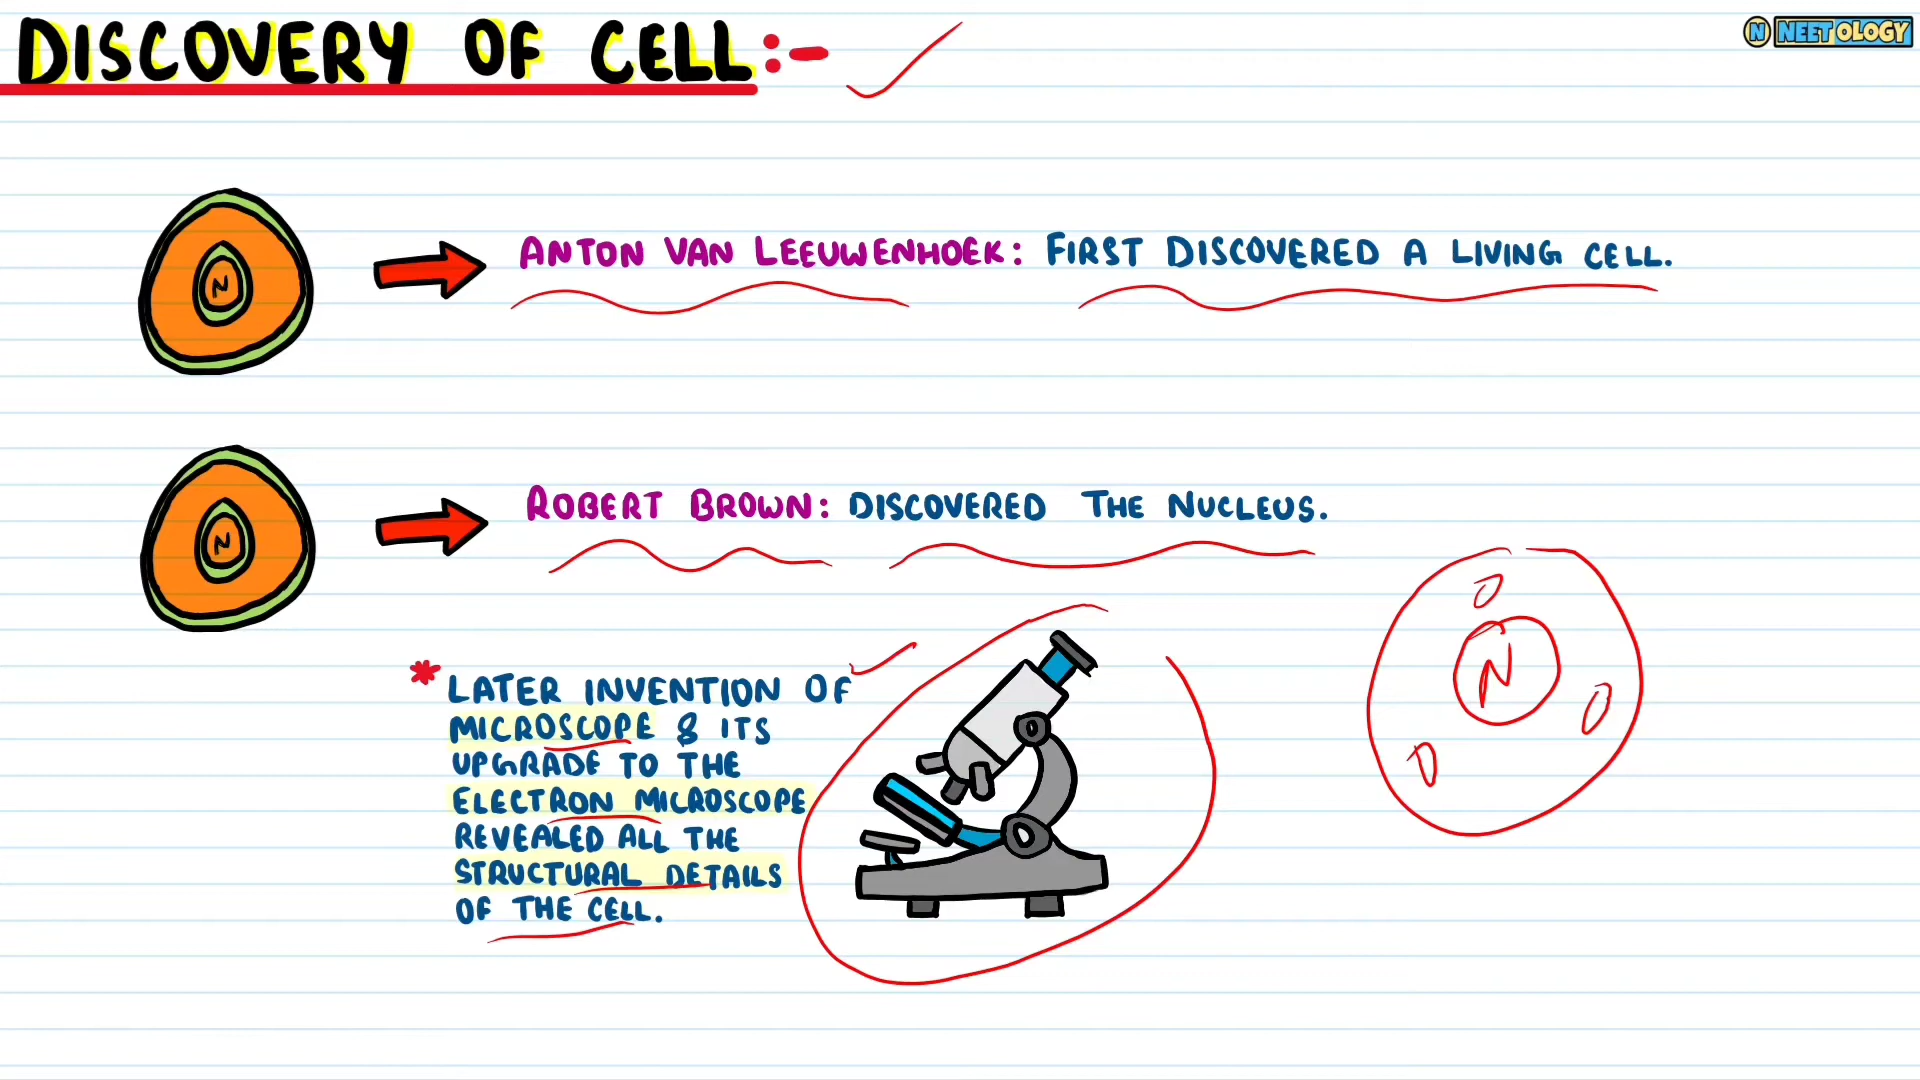 DISCOVERY OF CELL:-
N NEETOLOGY
N
ANTON VAN LEEUWENHOEK: FIRST DISCOVERED A LIVING CELL.
N
ROBERT BROWN: DISCOVERED THE NUCLEUS.
N
* LATER INVENTION OF
MICROSCOPE & ITS
UPGRADE TO THE
ELECTRON MICROSCOPE
REVEALED ALL THE
STRUCTURAL DETAILS
OF THE CELL.